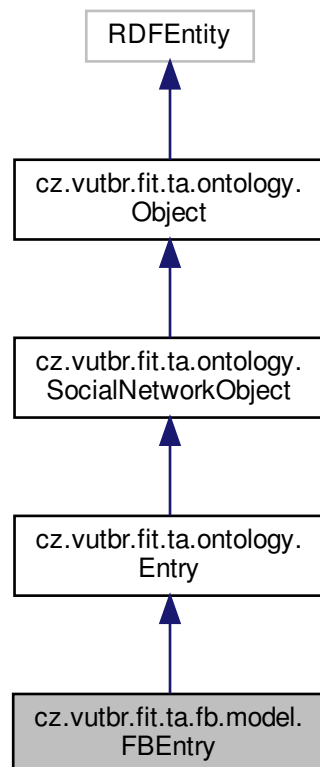 RDFEntity
cz.vutbr.fit.ta.ontology.
Object
cz.vutbr.fit.ta.ontology.
SocialNetworkObject
cz.vutbr.fit.ta.ontology.
Entry
cz.vutbr.fit.ta.fb.model.
FBEntry